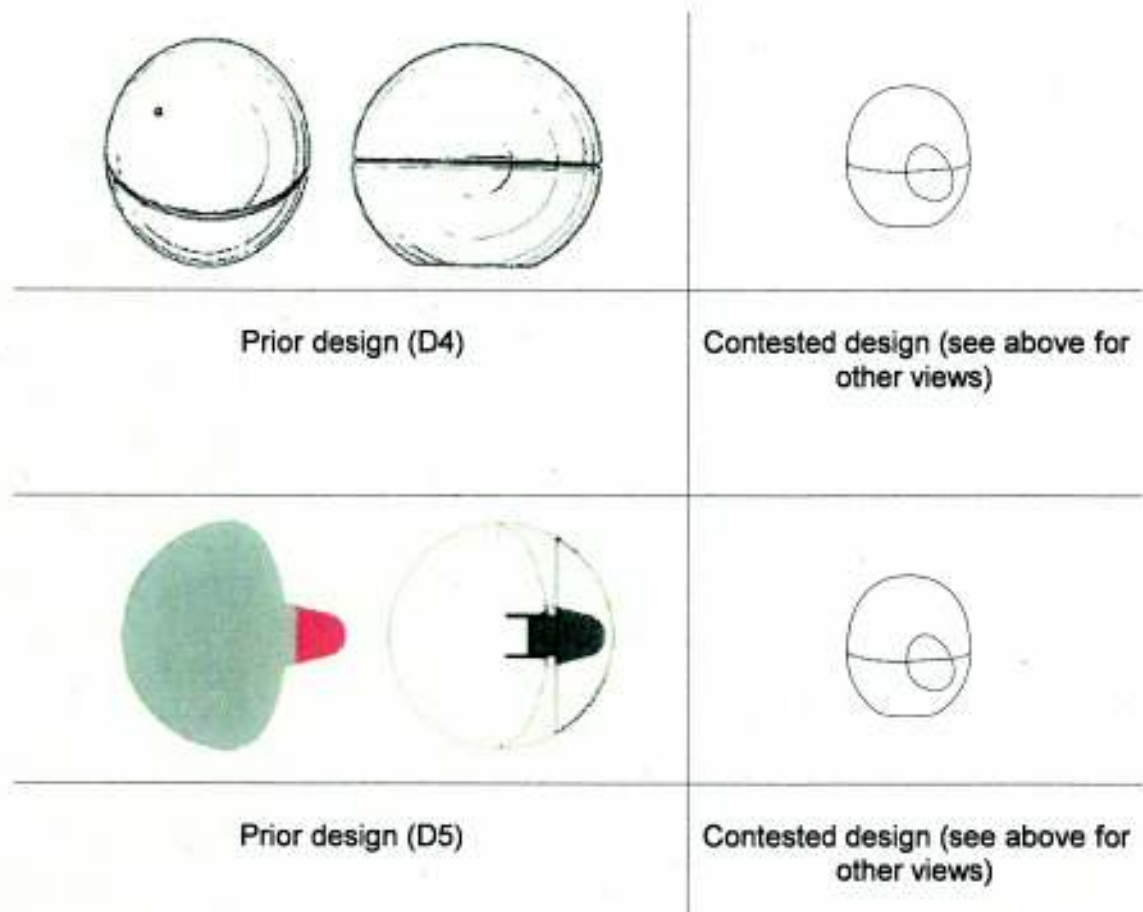 Prior design (D4)
Contested design (see above for
other views)
Prior design (D5)
Contested design (see above for
other views)